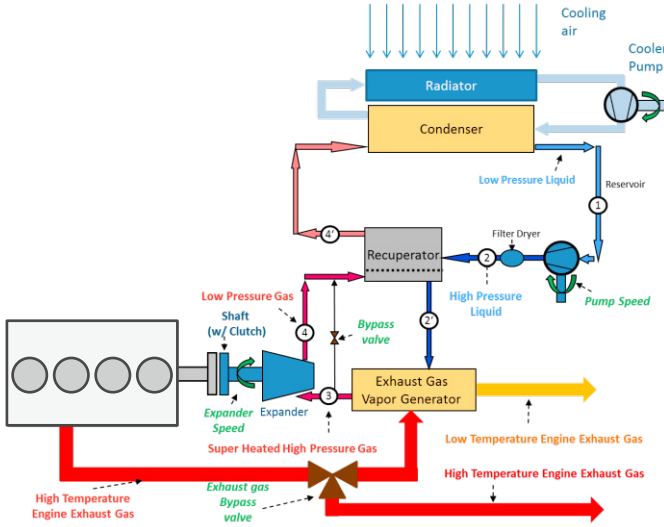 Cooling
air
Cooler
Pump
Radiator
Condenser
Low Pressure Liquid
Reservoir
1
4'
Recuperator
2
Filter Dryer
High Pressure
Liquid
Pump Speed
Low Pressure Gas
4
Shaft
(w/ Clutch)
Bypass
valve
2'
Expander
Speed
Expander
3
Exhaust Gas
Vapor Generator
Super Heated High Pressure Gas
Low Temperature Engine Exhaust Gas
High Temperature
Engine Exhaust Gas
Exhaust gas
Bypass
valve
High Temperature Engine Exhaust Gas